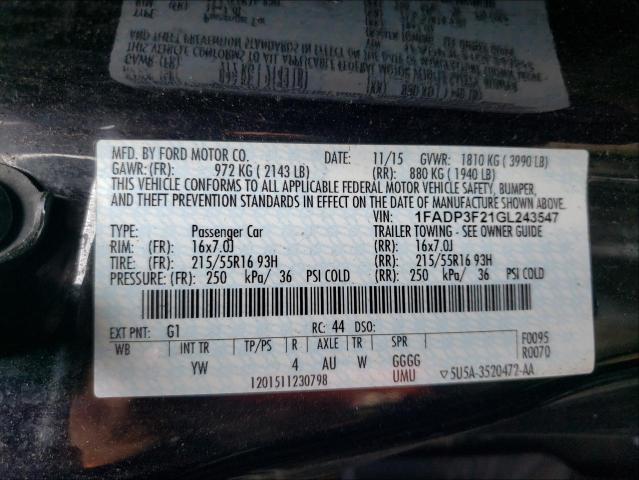 MFD. BY FORD MOTOR CO. DATE: 11/15 GVWR: 1810 KG ( 3990 LB)
GAWR: (FR): 972 KG ( 2143 LB) (RR): 880 KG ( 1940 LB)
THIS VEHICLE CONFORMS TO ALL APPLICABLE FEDERAL MOTOR VEHICLE SAFETY, BUMPER,
AND THEFT PREVENTION STANDARDS IN EFFECT ON THE DATE OF MANUFACTURE SHOWN ABOVE.
VIN: 1FADP3F21GL243547
TYPE: Passenger Car TRAILER TOWING - SEE OWNER GUIDE
RIM: (FR): 16x7.0J (RR): 16x7.0J
TIRE: (FR): 215/55R16 93H (RR): 215/55R16 93H
PRESSURE: (FR): 250 kPa/ 36 PSI COLD (RR): 250 kPa/ 36 PSI COLD
EXT PNT: G1 RC: 44 DSO: F0095
WB INT TR TP/PS R AXLE TR SPR R0070
YW 4 AU W GGGG
UMU
1201511230798 ▽5U5A-3520472-AA